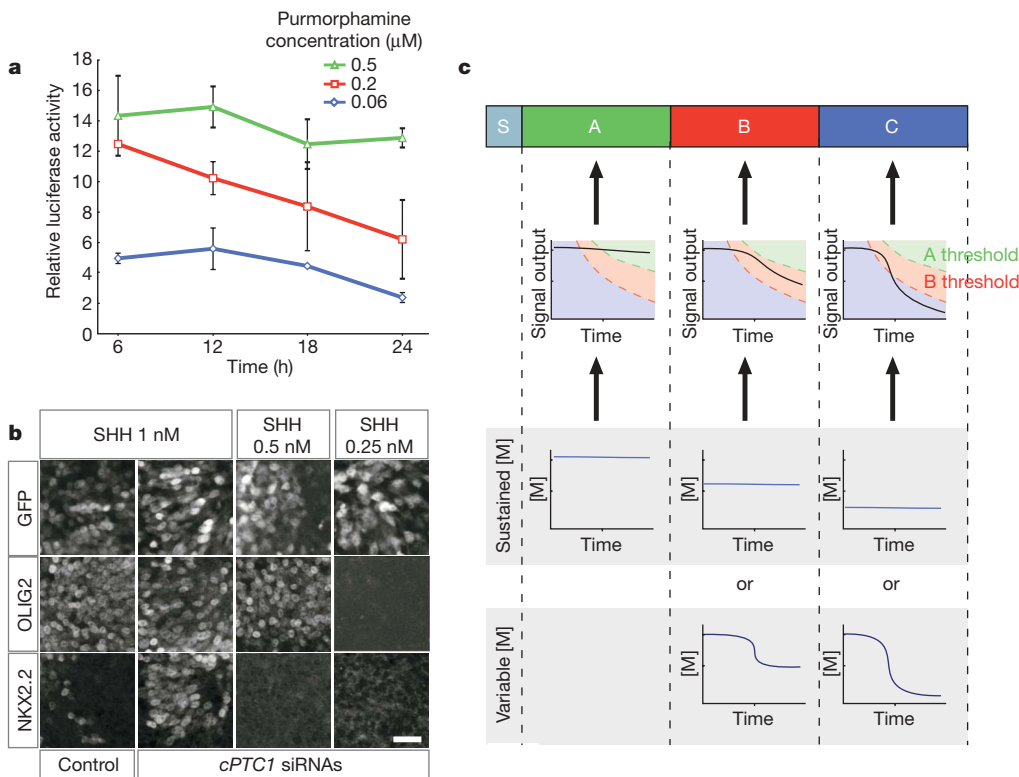 a
Purmorphamine
concentration (μM)
0.5
0.2
0.06
Relative luciferase activity
18
16
14
12
10
8
6
4
2
0
6
12
18
24
Time (h)
b
SHH 1 nM
SHH
0.5 nM
SHH
0.25 nM
GFP
OLIG2
NKX2.2
Control
cPTC1 siRNAs
c
S
A
B
C
Signal output
Time
Signal output
Time
Signal output
Time
A threshold
B threshold
Sustained [M]
[M]
Time
[M]
Time
[M]
Time
or
or
Variable [M]
[M]
Time
[M]
Time